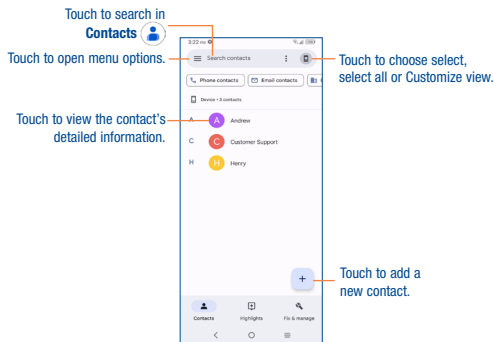 Touch to search in
Contacts
Touch to open menu options.
Touch to view the contact's
detailed information.
3:22 PM
Search contacts
Phone contacts
Email contacts
Device • 3 contacts
A
A
Andrew
C
C
Customer Support
H
H
Henry
+
Contacts
Highlights
Fix & manage
Touch to choose select,
select all or Customize view.
Touch to add a
new contact.